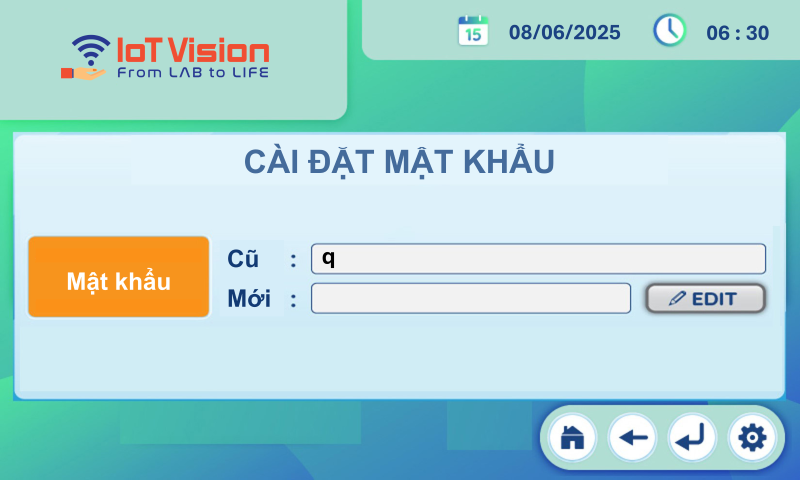 IoT Vision
From LAB to LIFE
15
08/06/2025
06 : 30
CÀI ĐẶT MẬT KHẨU
Mật khẩu
Cũ : q
Mới :
EDIT